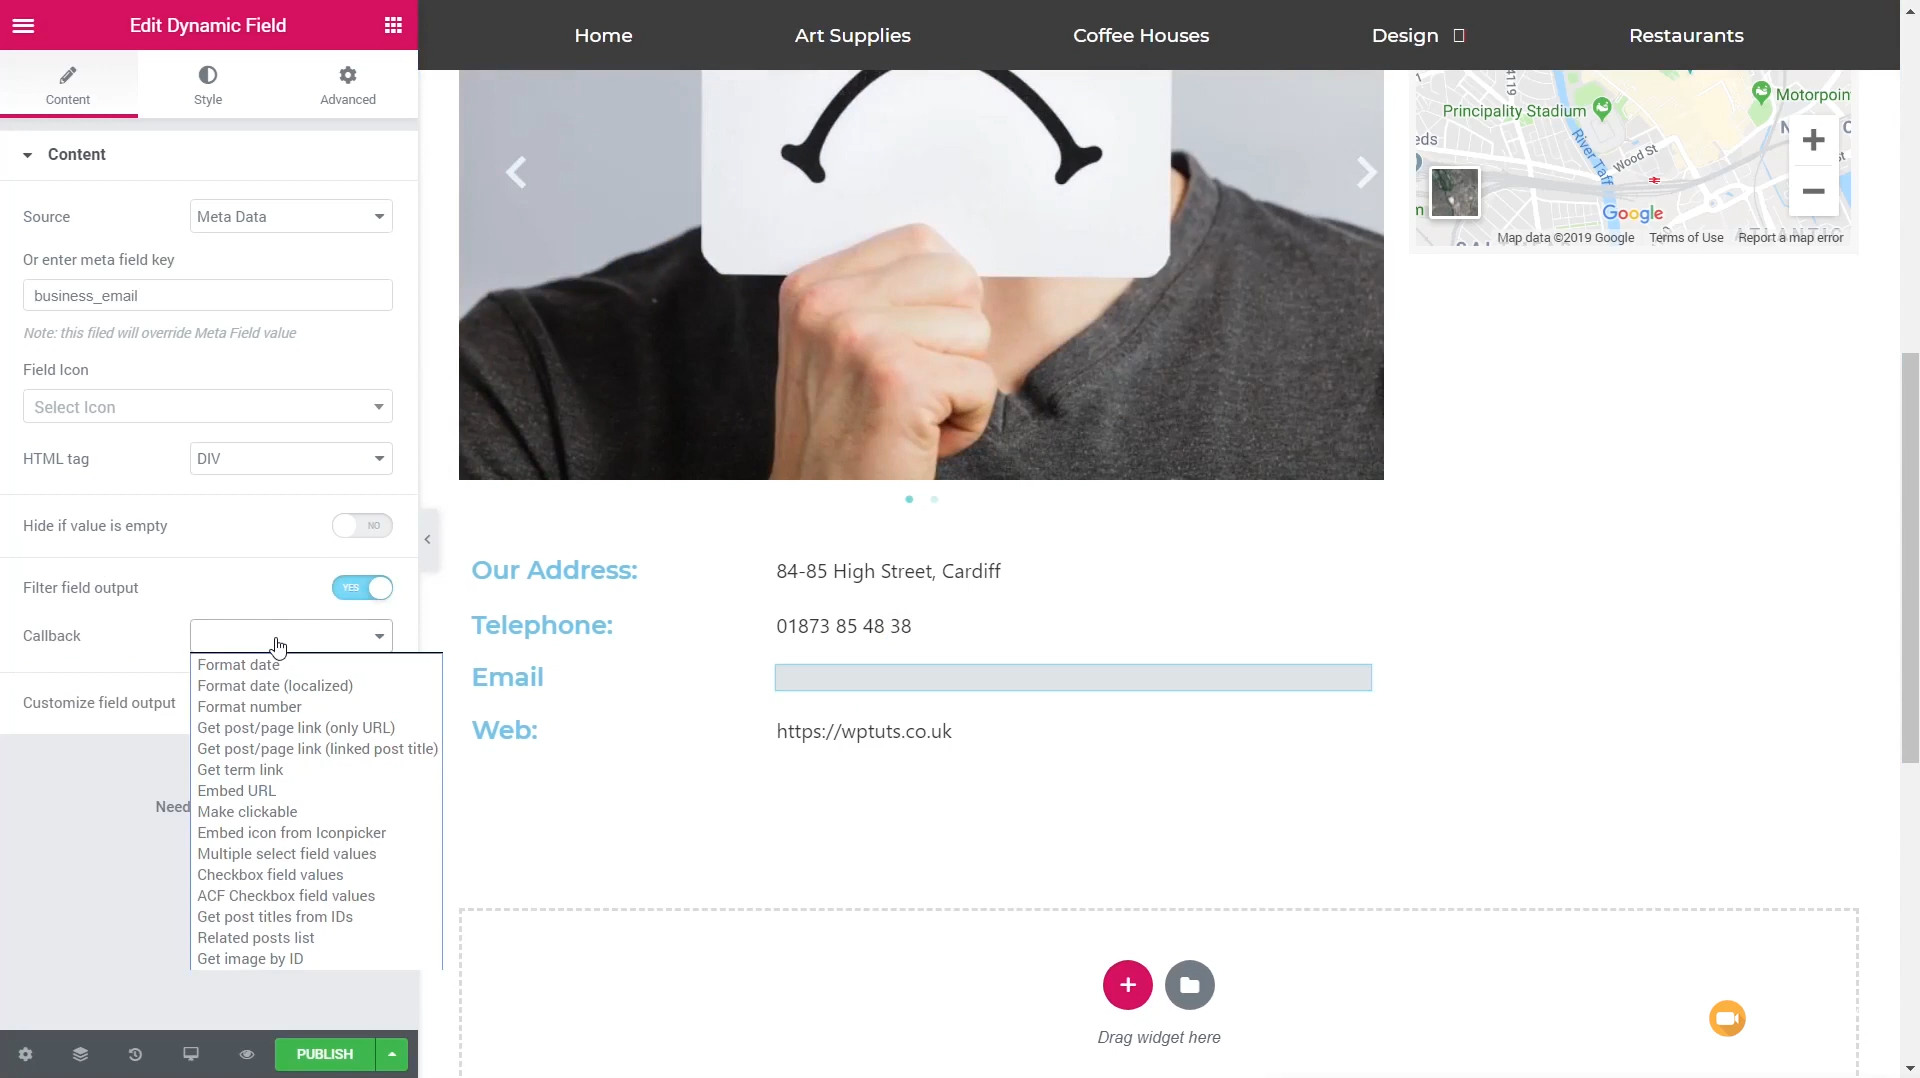 Edit Dynamic Field
Content
Style
Advanced
Content
Source
Meta Data
Or enter meta field key
business_email
Note: this filed will override Meta Field value
Field Icon
Select Icon
HTML tag
DIV
Hide if value is empty
NO
Filter field output
YES
Callback
Format date
Format date (localized)
Format number
Get post/page link (only URL)
Get post/page link (linked post title)
Get term link
Embed URL
Make clickable
Embed icon from Iconpicker
Multiple select field values
Checkbox field values
ACF Checkbox field values
Get post titles from IDs
Related posts list
Get image by ID
Customize field output
Need
PUBLISH
Home
Art Supplies
Coffee Houses
Design
Restaurants
4119
Principality Stadium
Motorpoin
eds
River Taff
Wood St
Google
Map data ©2019 Google
Terms of Use
Report a map error
Our Address:
84-85 High Street, Cardiff
Telephone:
01873 85 48 38
Email
Web:
https://wptuts.co.uk
Drag widget here